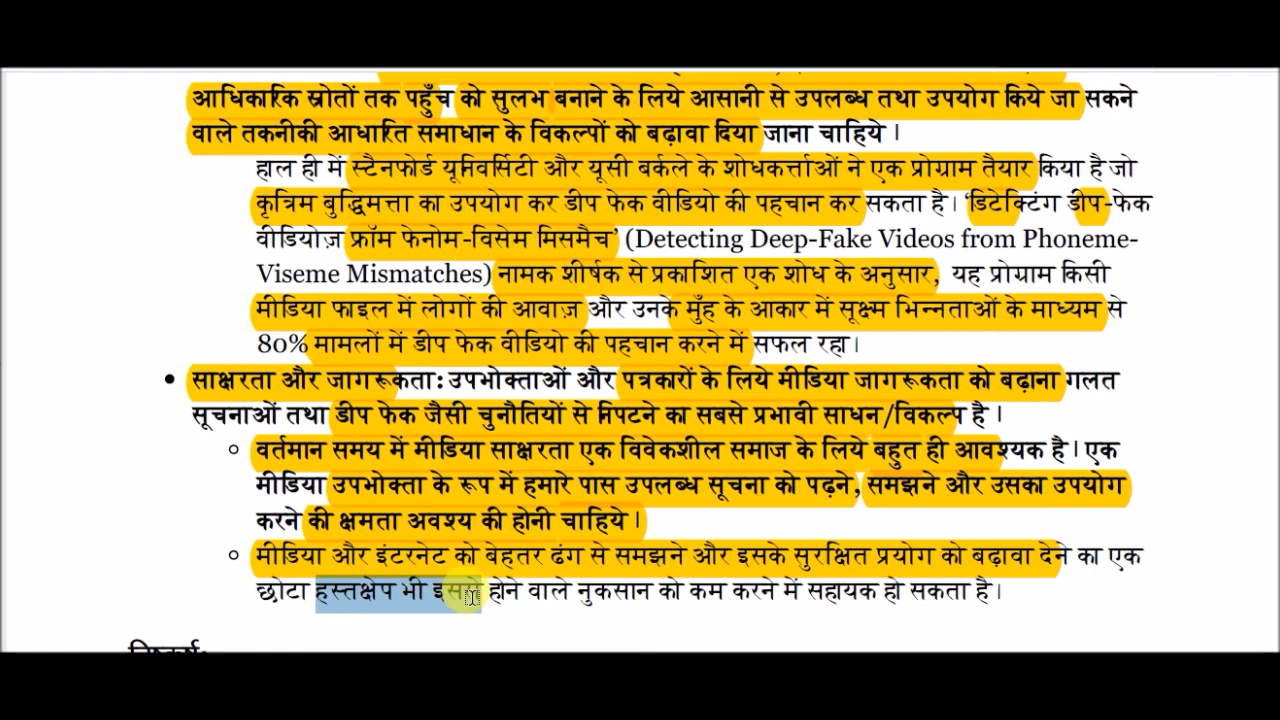 आधिकारिक स्रोतों तक पहुँच को सुलभ बनाने के लिये आसानी से उपलब्ध तथा उपयोग किये जा सकने
वाले तकनीकी आधारित समाधान के विकल्पों को बढ़ावा दिया जाना चाहिये।
हाल ही में स्टैनफोर्ड यूनिवर्सिटी और यूसी बर्कले के शोधकर्त्ताओं ने एक प्रोग्राम तैयार किया है जो
कृत्रिम बुद्धिमत्ता का उपयोग कर डीप फेक वीडियो की पहचान कर सकता है। ‘डिटेक्टिंग डीप-फेक
वीडियोज़ फ्रॉम फेनोम-विसेम मिसमैच’ (Detecting Deep-Fake Videos from Phoneme-
Viseme Mismatches) नामक शीर्षक से प्रकाशित एक शोध के अनुसार, यह प्रोग्राम किसी
मीडिया फाइल में लोगों की आवाज़ और उनके मुँह के आकार में सूक्ष्म भिन्नताओं के माध्यम से
80% मामलों में डीप फेक वीडियो की पहचान करने में सफल रहा।
• साक्षरता और जागरूकता: उपभोक्ताओं और पत्रकारों के लिये मीडिया जागरूकता को बढ़ाना गलत
सूचनाओं तथा डीप फेक जैसी चुनौतियों से निपटने का सबसे प्रभावी साधन/विकल्प है।
○ वर्तमान समय में मीडिया साक्षरता एक विवेकशील समाज के लिये बहुत ही आवश्यक है। एक
मीडिया उपभोक्ता के रूप में हमारे पास उपलब्ध सूचना को पढ़ने, समझने और उसका उपयोग
करने की क्षमता अवश्य की होनी चाहिये।
○ मीडिया और इंटरनेट को बेहतर ढंग से समझने और इसके सुरक्षित प्रयोग को बढ़ावा देने का एक
छोटा हस्तक्षेप भी इससे होने वाले नुकसान को कम करने में सहायक हो सकता है।
निष्कर्ष: